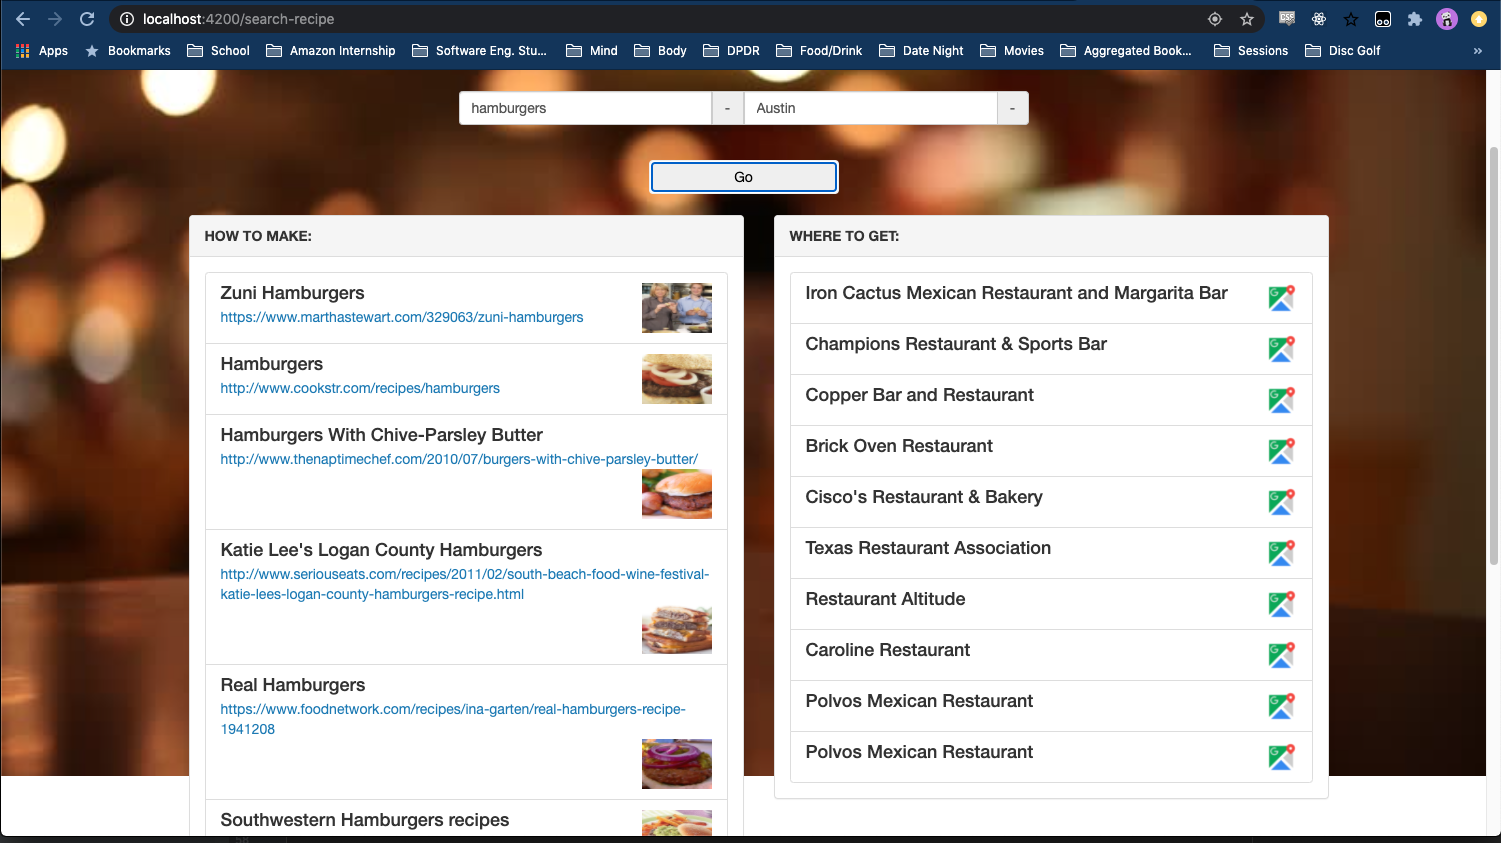 localhost:4200/search-recipe
GSF
Apps Bookmarks School Amazon Internship Software Eng. Stu... Mind Body DPDR Food/Drink Date Night Movies Aggregated Book... Sessions Disc Golf »
hamburgers - Austin -
Go
HOW TO MAKE:
Zuni Hamburgers
https://www.marthastewart.com/329063/zuni-hamburgers
Hamburgers
http://www.cookstr.com/recipes/hamburgers
Hamburgers With Chive-Parsley Butter
http://www.thenaptimechef.com/2010/07/burgers-with-chive-parsley-butter/
Katie Lee's Logan County Hamburgers
http://www.seriouseats.com/recipes/2011/02/south-beach-food-wine-festival-
katie-lees-logan-county-hamburgers-recipe.html
Real Hamburgers
https://www.foodnetwork.com/recipes/ina-garten/real-hamburgers-recipe-
1941208
Southwestern Hamburgers recipes
WHERE TO GET:
Iron Cactus Mexican Restaurant and Margarita Bar
Champions Restaurant & Sports Bar
Copper Bar and Restaurant
Brick Oven Restaurant
Cisco's Restaurant & Bakery
Texas Restaurant Association
Restaurant Altitude
Caroline Restaurant
Polvos Mexican Restaurant
Polvos Mexican Restaurant